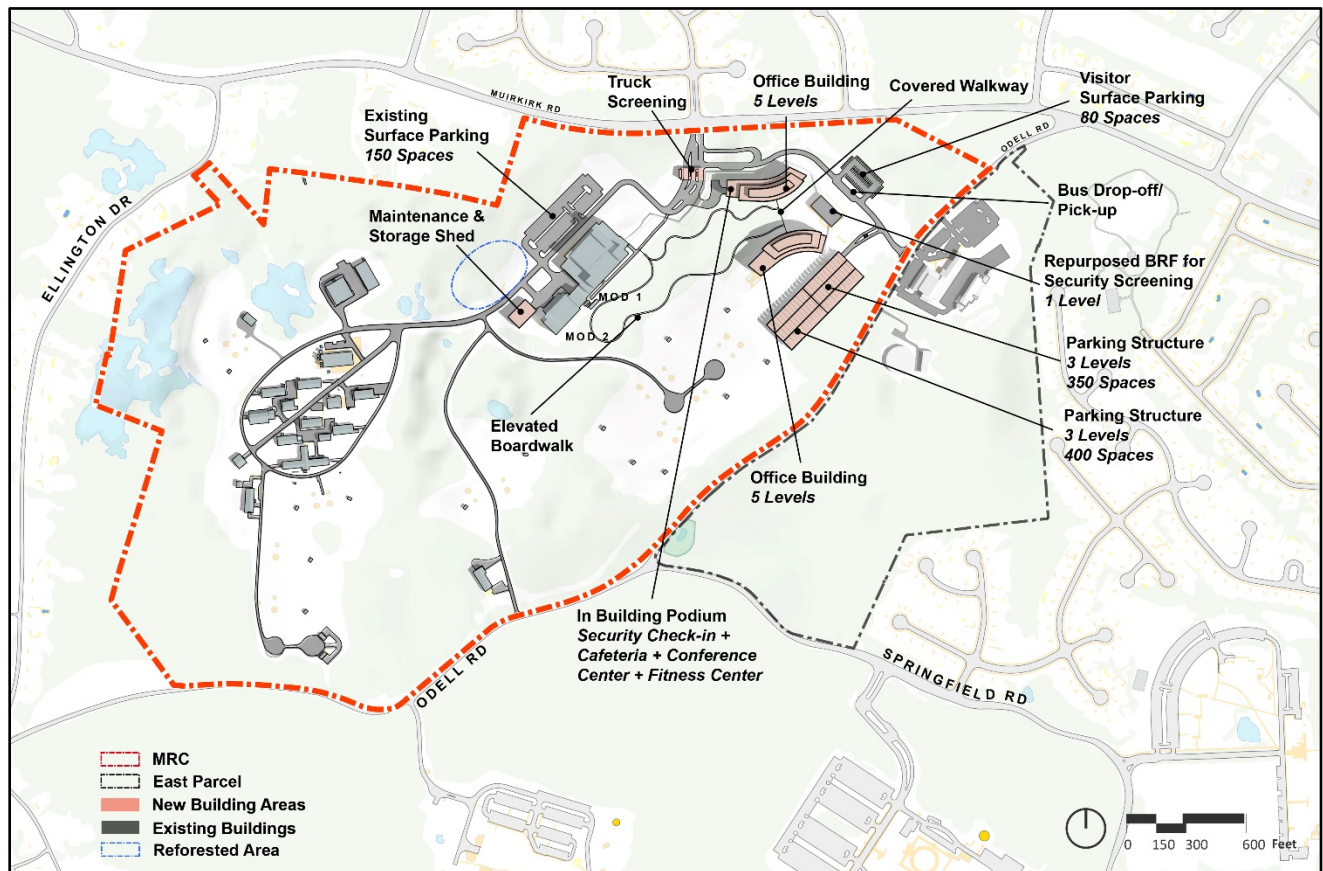 MUIRKIRK RD
Truck
Screening
Office Building
5 Levels
Covered Walkway
Visitor
Surface Parking
80 Spaces
Existing
Surface Parking
150 Spaces
ODELL RD
Maintenance &
Storage Shed
Bus Drop-off/
Pick-up
ELLINGTON DR
Repurposed BRF for
Security Screening
1 Level
MOD 1
MOD 2
Parking Structure
3 Levels
350 Spaces
Parking Structure
3 Levels
400 Spaces
Elevated
Boardwalk
Office Building
5 Levels
In Building Podium
Security Check-in +
Cafeteria + Conference
Center + Fitness Center
ODELL RD
SPRINGFIELD RD
MRC
East Parcel
New Building Areas
Existing Buildings
Reforested Area
0 150 300 600 Feet